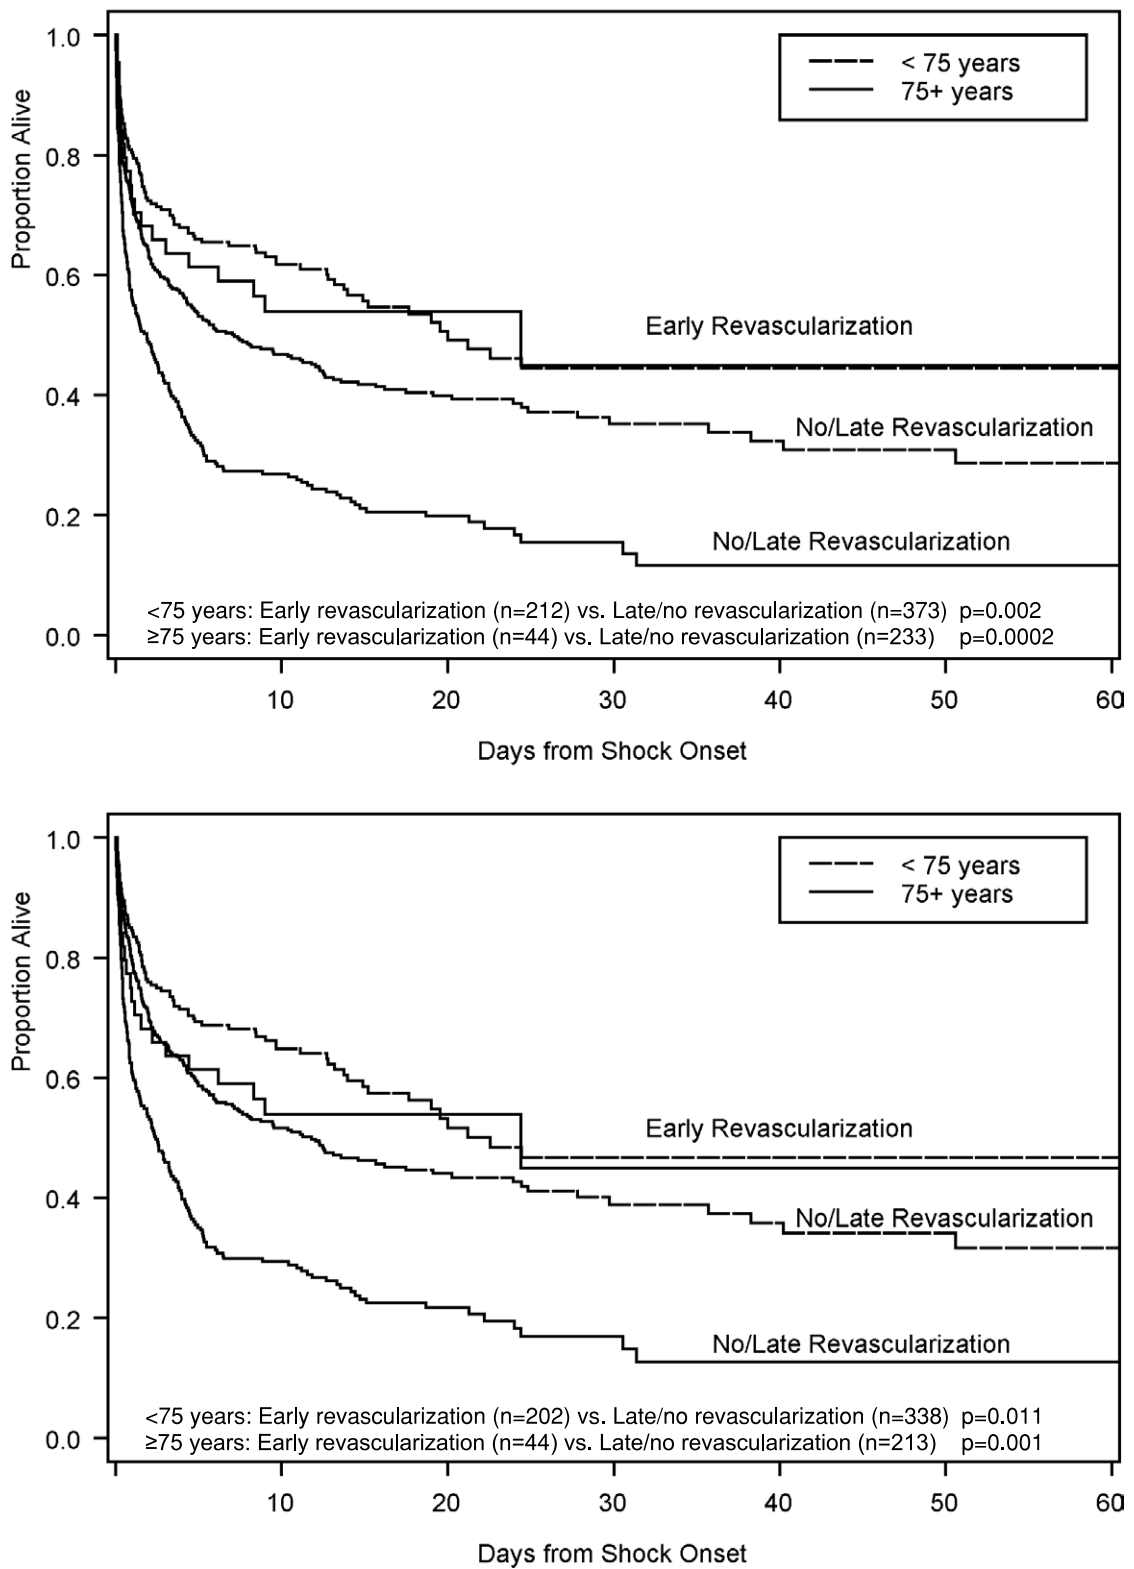 1.0
0.8
0.6
0.4
0.2
0.0
Proportion Alive
< 75 years
75+ years
Early Revascularization
No/Late Revascularization
No/Late Revascularization
<75 years: Early revascularization (n=212) vs. Late/no revascularization (n=373) p=0.002
≥75 years: Early revascularization (n=44) vs. Late/no revascularization (n=233) p=0.0002
10 20 30 40 50 60
Days from Shock Onset
1.0
0.8
0.6
0.4
0.2
0.0
Proportion Alive
< 75 years
75+ years
Early Revascularization
No/Late Revascularization
No/Late Revascularization
<75 years: Early revascularization (n=202) vs. Late/no revascularization (n=338) p=0.011
≥75 years: Early revascularization (n=44) vs. Late/no revascularization (n=213) p=0.001
10 20 30 40 50 60
Days from Shock Onset